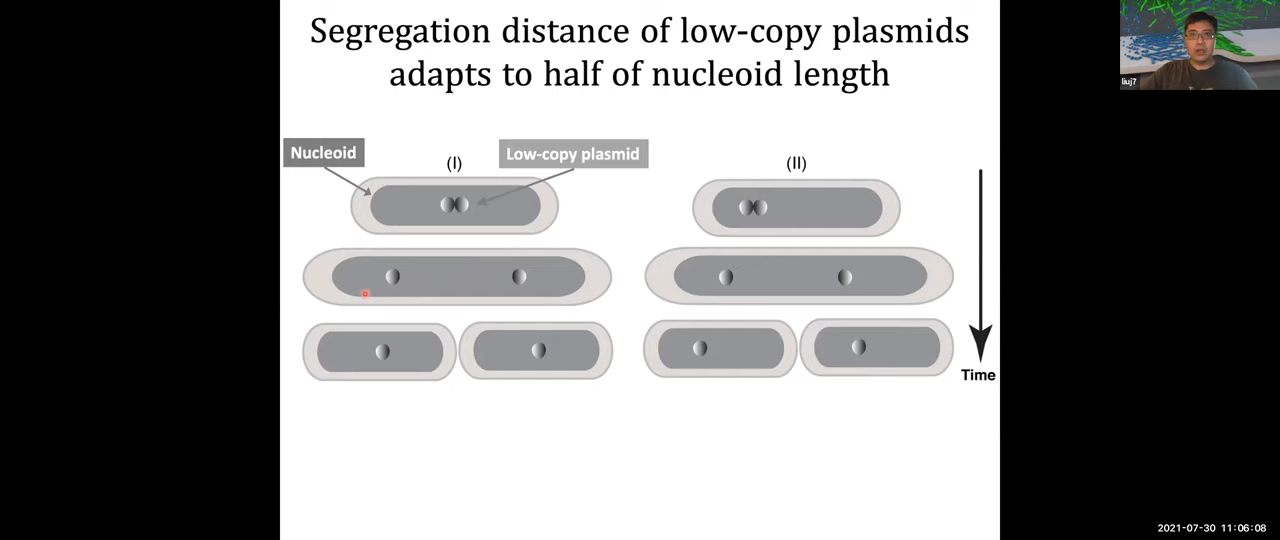 Segregation distance of low-copy plasmids
adapts to half of nucleoid length
Nucleoid
(I)
Low-copy plasmid
(II)
Time
liuj7
2021-07-30 11:06:08